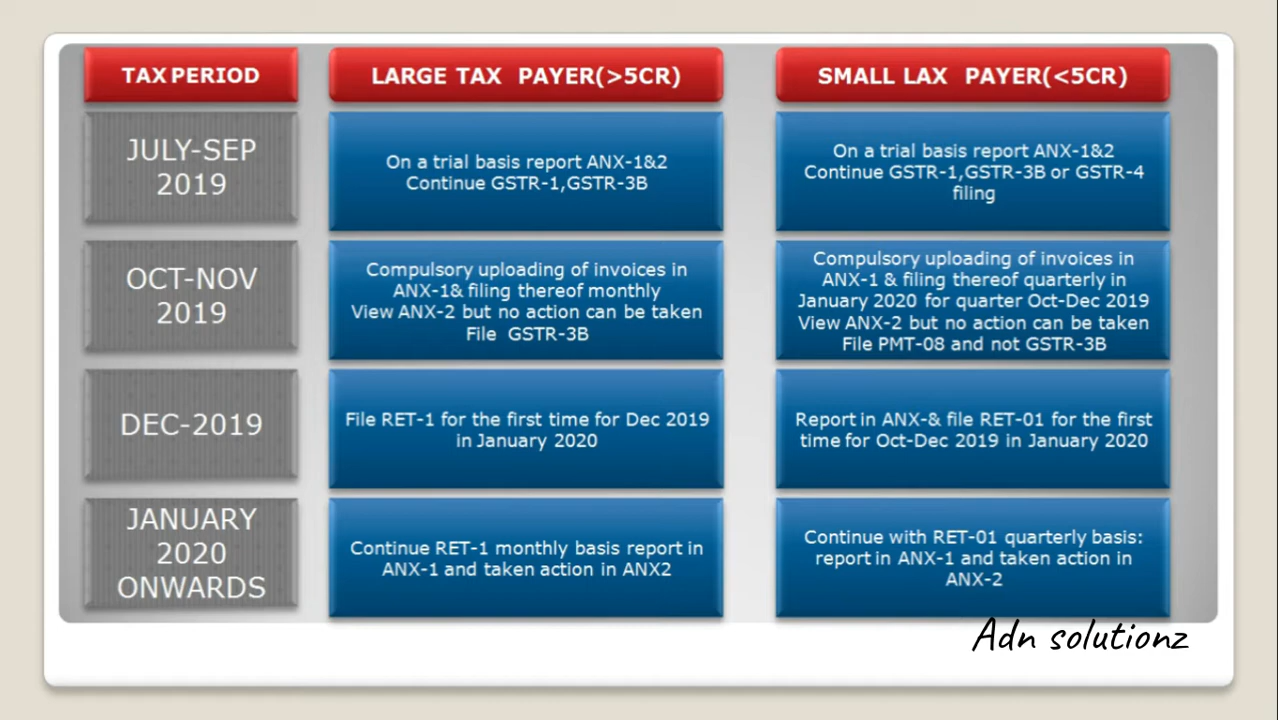 TAX PERIOD
LARGE TAX PAYER(>5CR)
SMALL LAX PAYER(<5CR)
JULY-SEP
2019
On a trial basis report ANX-1&2
Continue GSTR-1,GSTR-3B
On a trial basis report ANX-1&2
Continue GSTR-1,GSTR-3B or GSTR-4
filing
OCT-NOV
2019
Compulsory uploading of invoices in
ANX-1& filing thereof monthly
View ANX-2 but no action can be taken
File GSTR-3B
Compulsory uploading of invoices in
ANX-1 & filing thereof quarterly in
January 2020 for quarter Oct-Dec 2019
View ANX-2 but no action can be taken
File PMT-08 and not GSTR-3B
DEC-2019
File RET-1 for the first time for Dec 2019
in January 2020
Report in ANX-& file RET-01 for the first
time for Oct-Dec 2019 in January 2020
JANUARY
2020
ONWARDS
Continue RET-1 monthly basis report in
ANX-1 and taken action in ANX2
Continue with RET-01 quarterly basis:
report in ANX-1 and taken action in
ANX-2
Adn solutionz